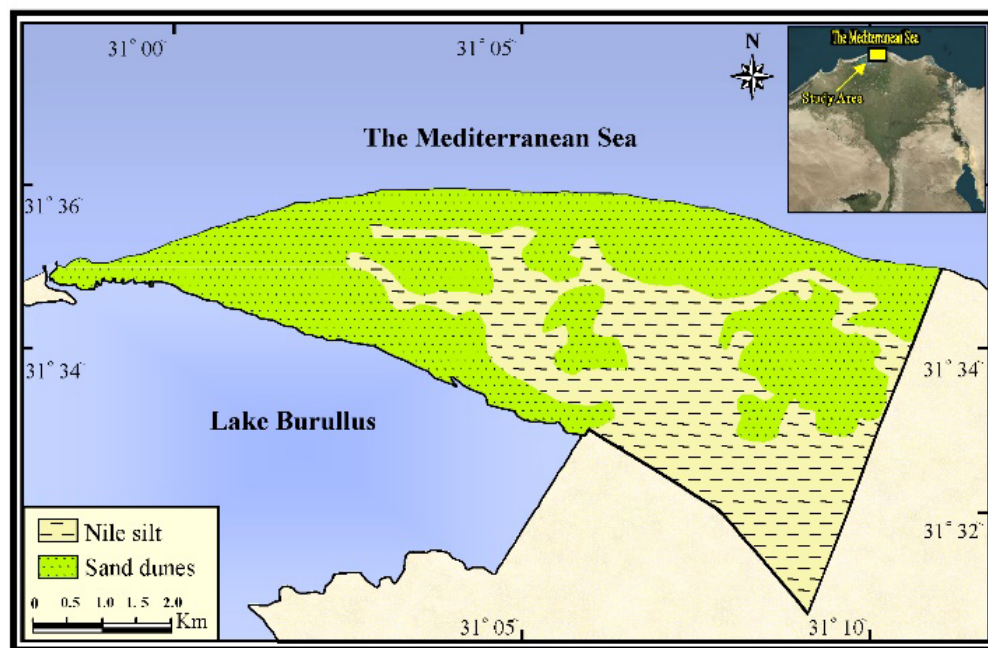 31° 00'
31° 05'
N
The Mediterranean Sea
Study Area
The Mediterranean Sea
31° 36'
31° 34'
31° 34'
Lake Burullus
31° 32'
Nile silt
Sand dunes
0 0.5 1.0 1.5 2.0
Km
31° 05'
31° 10'